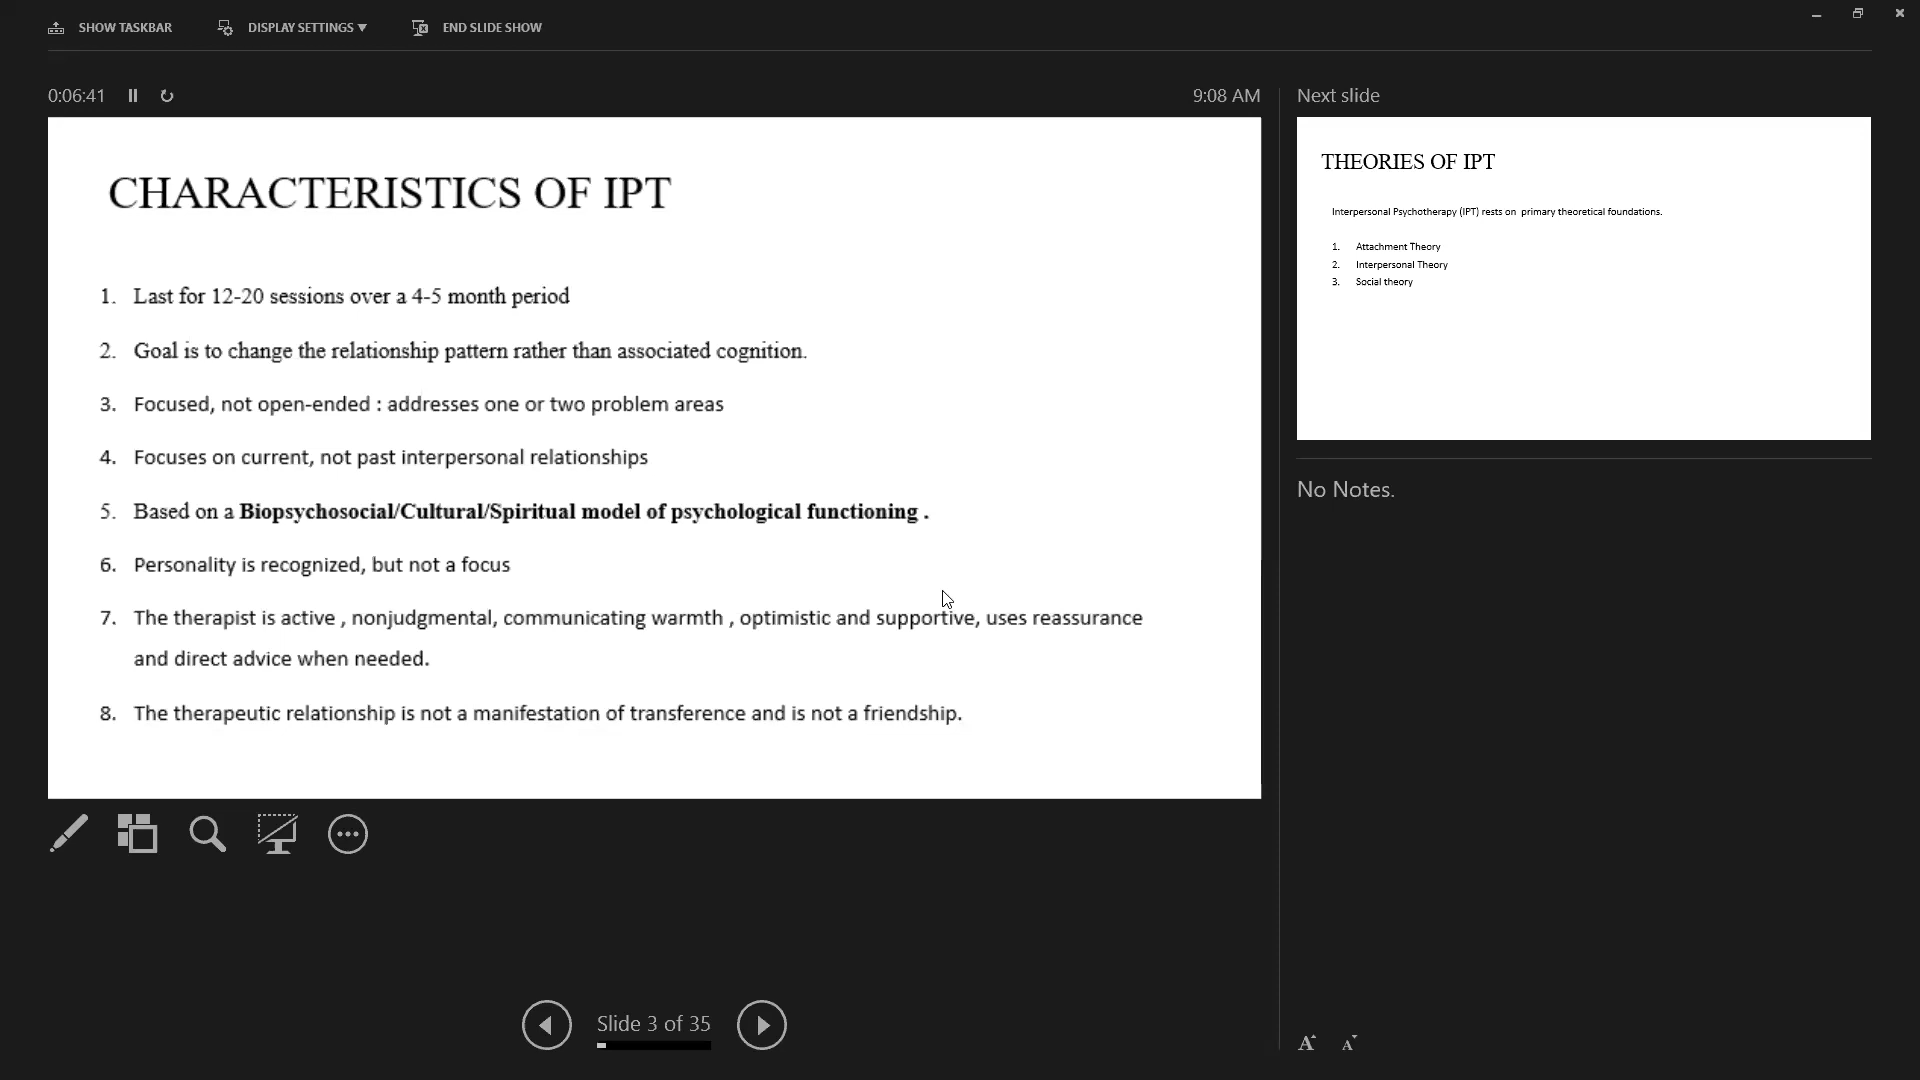 SHOW TASKBAR DISPLAY SETTINGS ▼ END SLIDE SHOW
0:06:41 9:08 AM
CHARACTERISTICS OF IPT
1. Last for 12-20 sessions over a 4-5 month period
2. Goal is to change the relationship pattern rather than associated cognition.
3. Focused, not open-ended : addresses one or two problem areas
4. Focuses on current, not past interpersonal relationships
5. Based on a Biopsychosocial/Cultural/Spiritual model of psychological functioning .
6. Personality is recognized, but not a focus
7. The therapist is active , nonjudgmental, communicating warmth , optimistic and supportive, uses reassurance
and direct advice when needed.
8. The therapeutic relationship is not a manifestation of transference and is not a friendship.
Slide 3 of 35
Next slide
THEORIES OF IPT
Interpersonal Psychotherapy (IPT) rests on primary theoretical foundations.
1. Attachment Theory
2. Interpersonal Theory
3. Social theory
No Notes.
A A